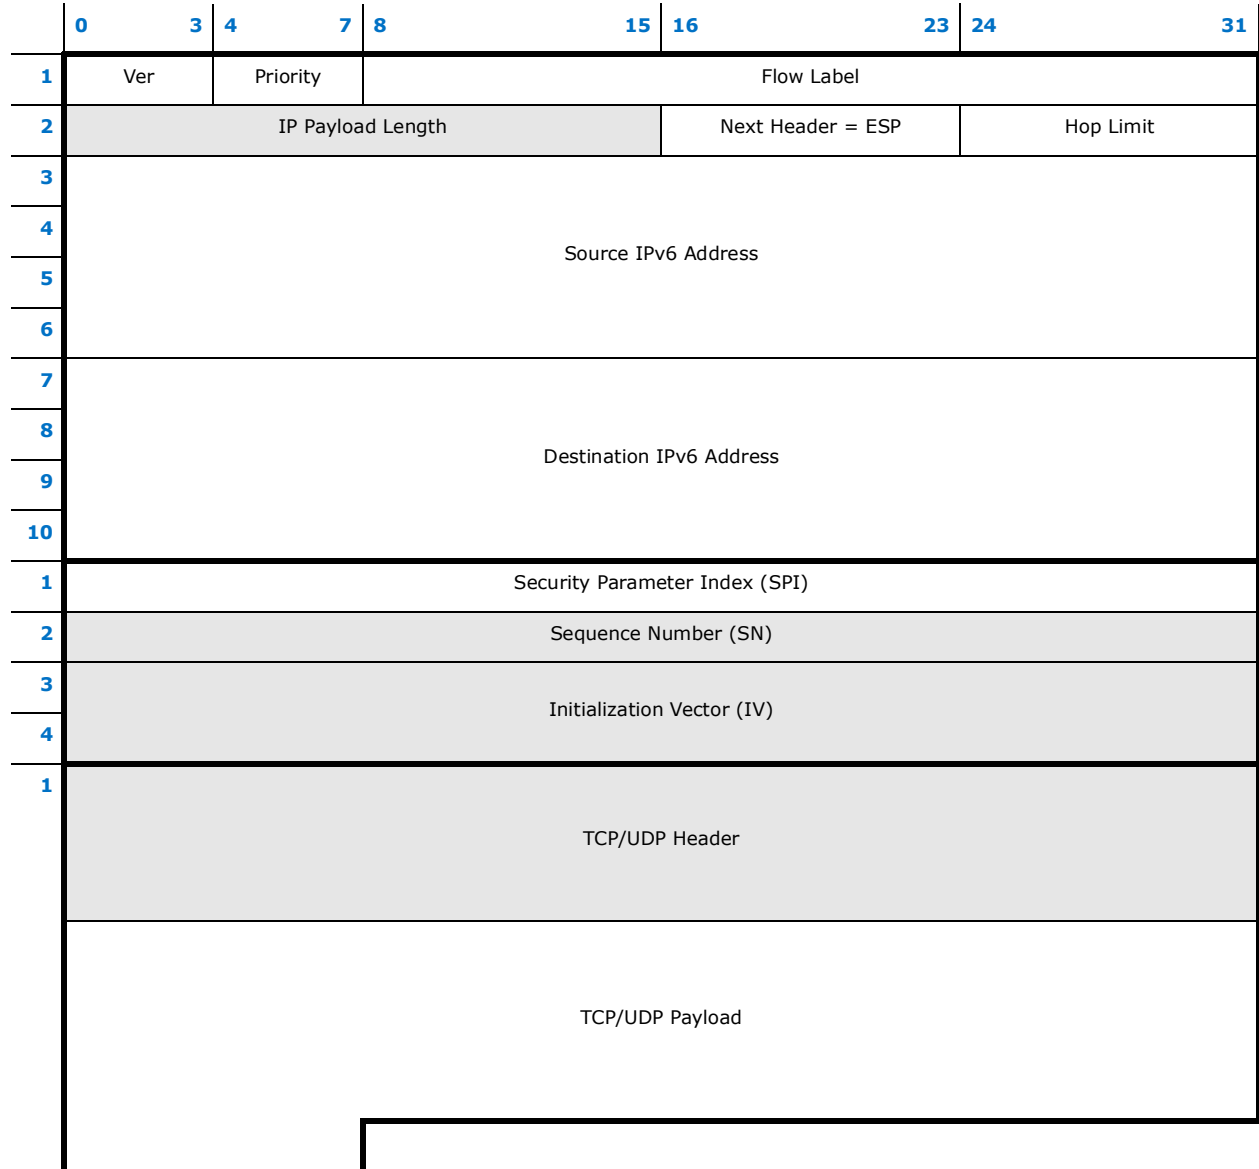 0 3 4 7 8 15 16 23 24 31
1 Ver Priority Flow Label
2 IP Payload Length Next Header = ESP Hop Limit
3
4
Source IPv6 Address
5
6
7
8
Destination IPv6 Address
9
10
1 Security Parameter Index (SPI)
2 Sequence Number (SN)
3
Initialization Vector (IV)
4
1
TCP/UDP Header
TCP/UDP Payload